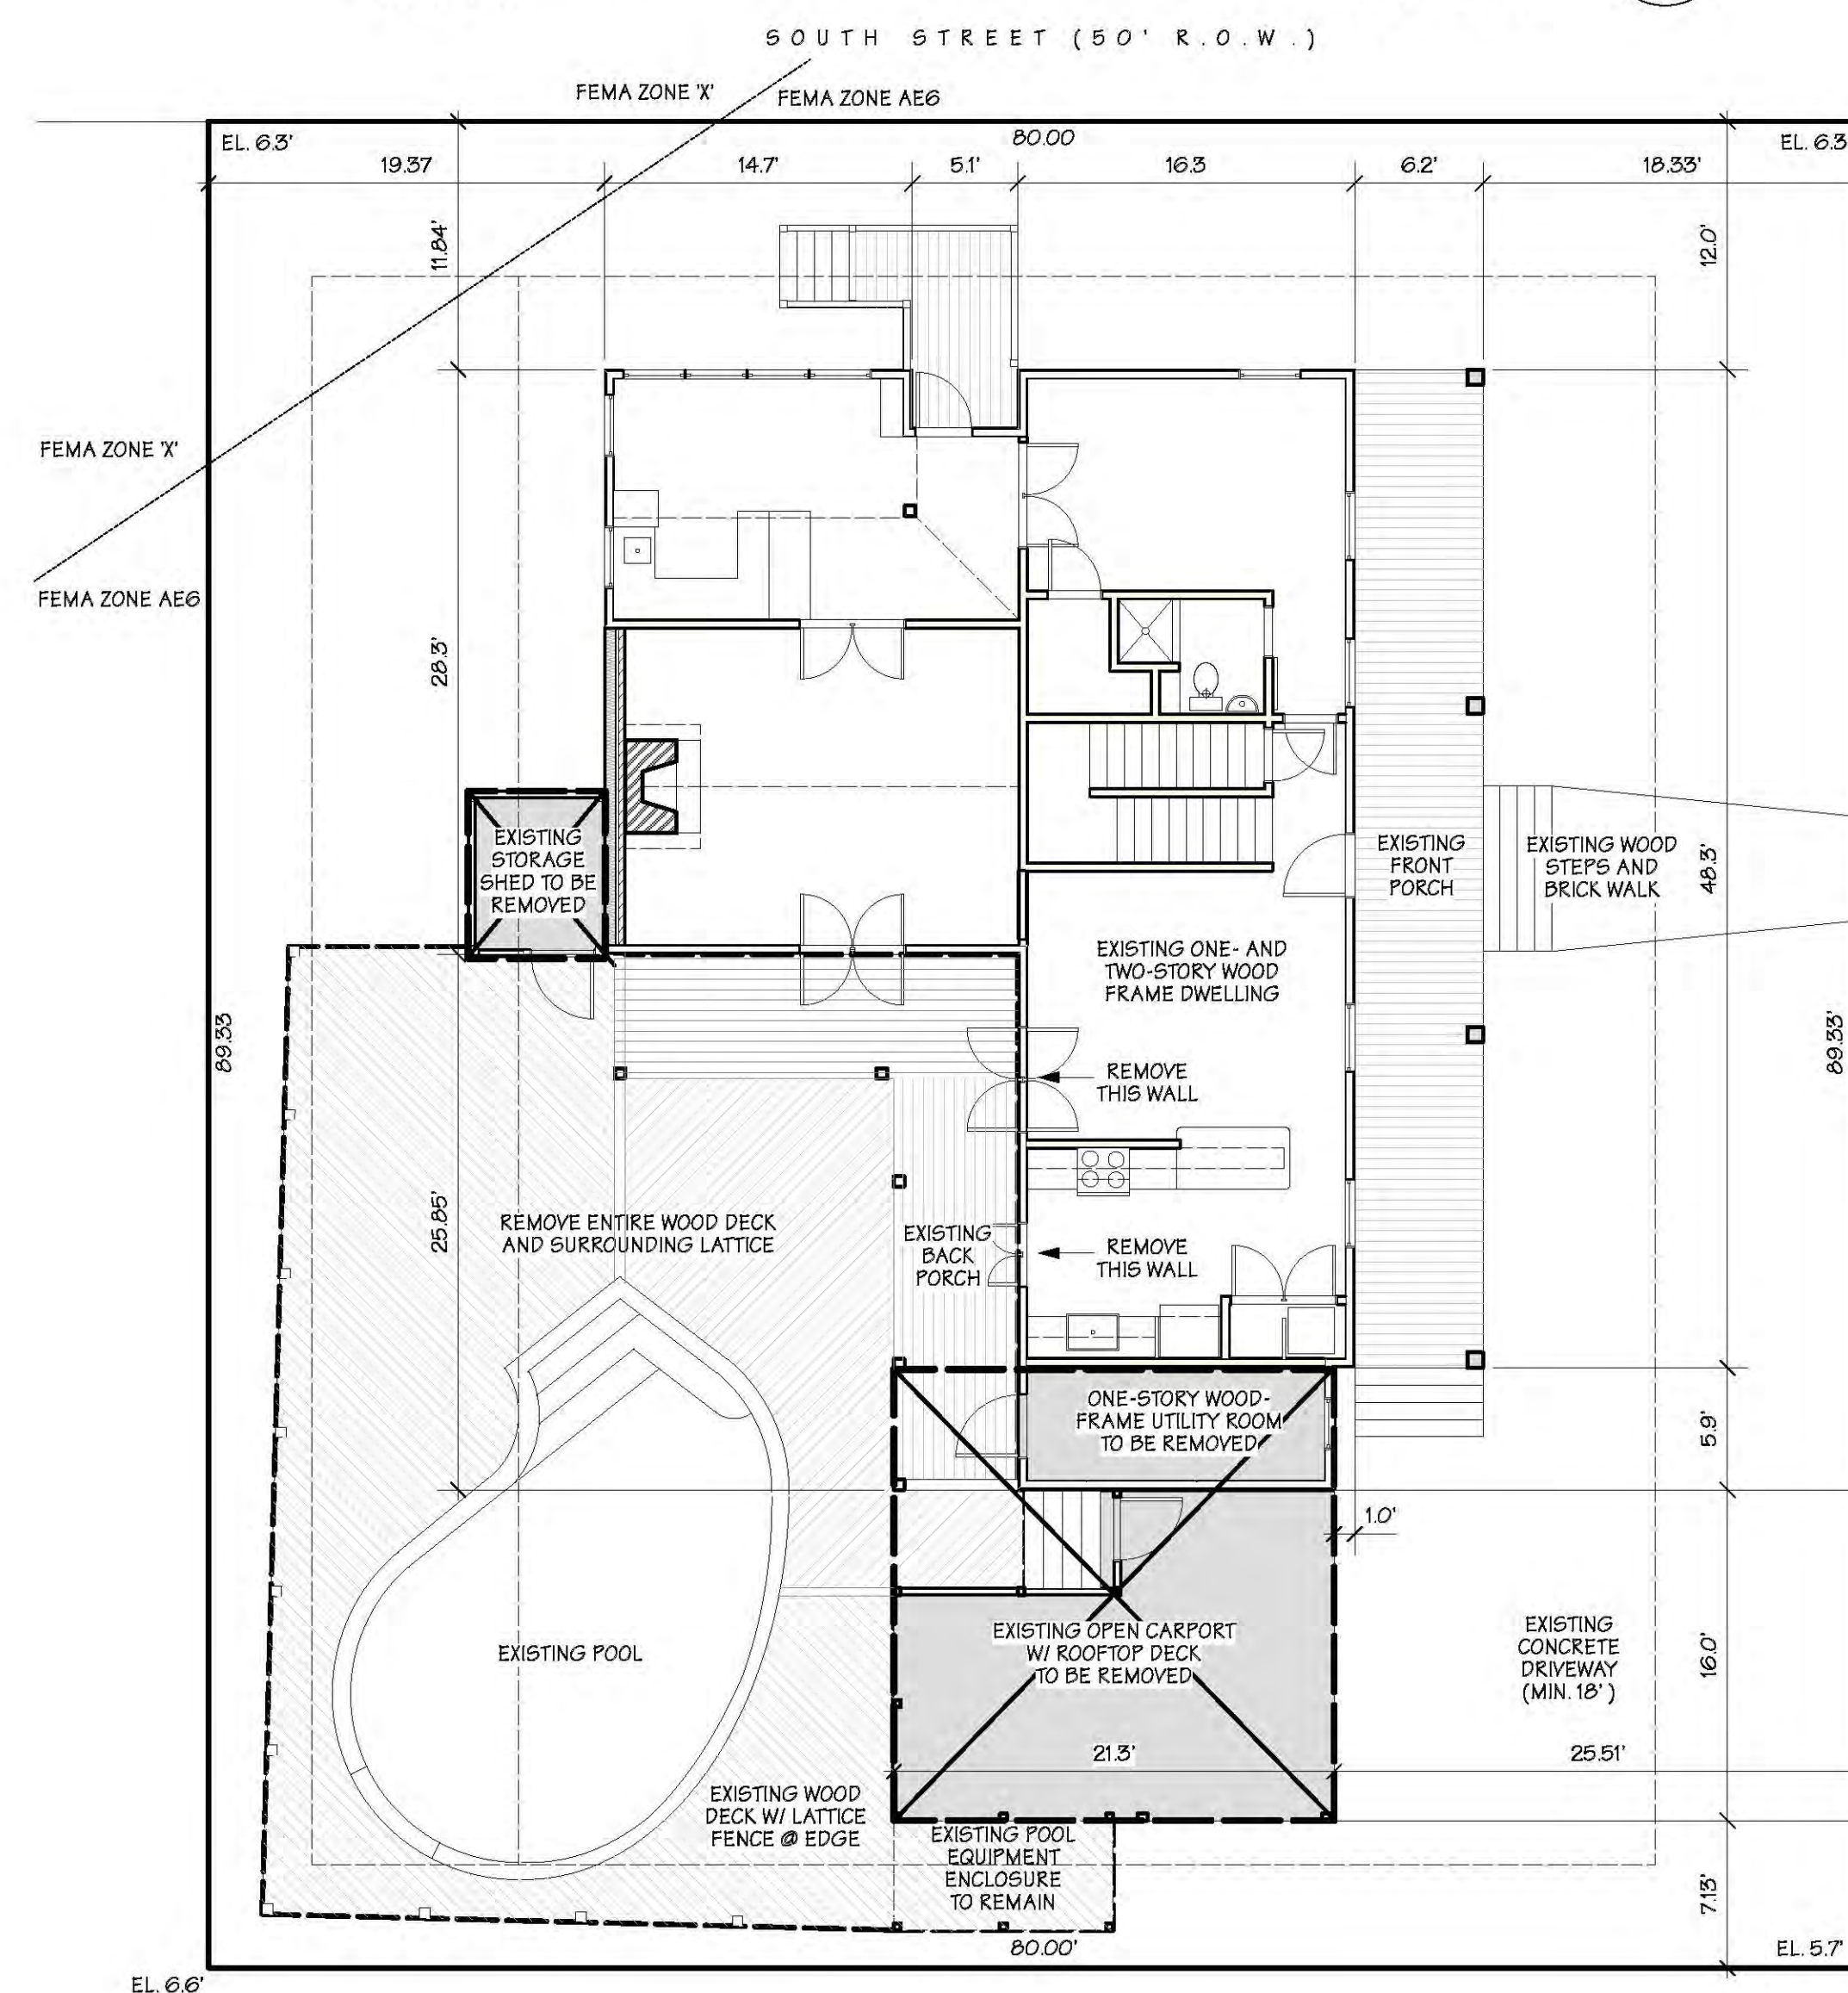 SOUTH STREET (50' R.O.W.)
FEMA ZONE 'X'
FEMA ZONE AE6
EL. 6.3'
80.00
EL. 6.3
19.37
14.7'
5.1'
16.3
6.2'
18.33'
11.84'
12.0'
FEMA ZONE 'X'
FEMA ZONE AE6
28.3'
EXISTING
STORAGE
SHED TO BE
REMOVED
EXISTING
FRONT
PORCH
EXISTING WOOD
STEPS AND
BRICK WALK
48.3'
EXISTING ONE- AND
TWO-STORY WOOD
FRAME DWELLING
89.33
89.33'
REMOVE
THIS WALL
25.85'
REMOVE ENTIRE WOOD DECK
AND SURROUNDING LATTICE
EXISTING
BACK
PORCH
REMOVE
THIS WALL
ONE-STORY WOOD-
FRAME UTILITY ROOM
TO BE REMOVED
5.9'
1.0'
EXISTING POOL
EXISTING OPEN CARPORT
W/ ROOFTOP DECK
TO BE REMOVED
EXISTING
CONCRETE
DRIVEWAY
(MIN. 18')
16.0'
21.3'
25.51'
EXISTING WOOD
DECK W/ LATTICE
FENCE @ EDGE
EXISTING POOL
EQUIPMENT
ENCLOSURE
TO REMAIN
7.13'
80.00'
EL. 5.7'
EL. 6.6'